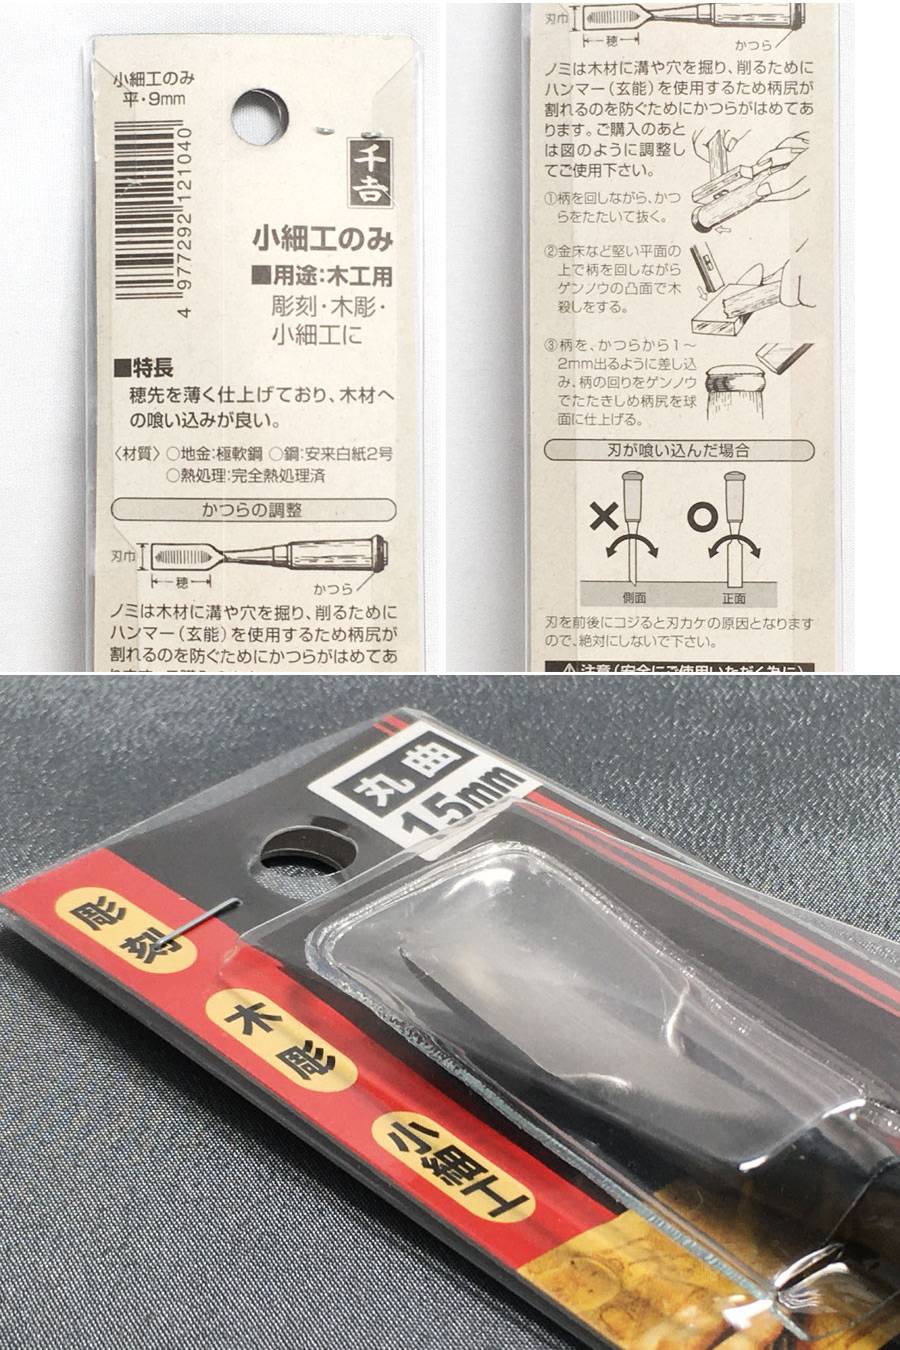 小細工のみ
平・9mm
4 977292 121040
千吉
小細工のみ
■用途:木工用
彫刻・木彫・
小細工に
■特長
穂先を薄く仕上げており、木材へ
の喰い込みが良い。
〈材質〉○地金:極軟鋼 ○鋼:安来白紙2号
○熱処理:完全熱処理済
かつらの調整
刃巾
穂
かつら
ノミは木材に溝や穴を掘り、削るために
ハンマー(玄能)を使用するため柄尻が
割れるのを防ぐためにかつらがはめてあ
刃巾
穂
かつら
ノミは木材に溝や穴を掘り、削るために
ハンマー(玄能)を使用するため柄尻が
割れるのを防ぐためにかつらがはめてあ
ります。ご購入のあと
は図のように調整し
てご使用下さい。
①柄を回しながら、かつ
らをたたいて抜く。
②金床など堅い平面の
上で柄を回しながら
ゲンノウの凸面で木
殺しをする。
③柄を、かつらから1~
2mm出るように差し込
み、柄の回りをゲンノウ
でたたきしめ柄尻を球
面に仕上げる。
刃が喰い込んだ場合
側面
正面
刃を前後にコジると刃カケの原因となります
ので、絶対にしないで下さい。
⚠注意(安全にご使用いただく為に)
丸曲
15mm
彫刻
木彫
小細工